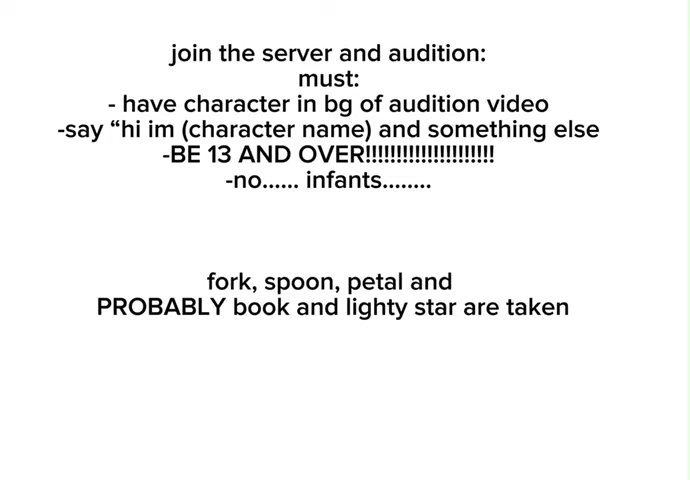 join the server and audition:
must:
- have character in bg of audition video
-say “hi im (character name) and something else
-BE 13 AND OVER!!!!!!!!!!!!!!!!!!!!!
-no...... infants........
fork, spoon, petal and
PROBABLY book and lighty star are taken